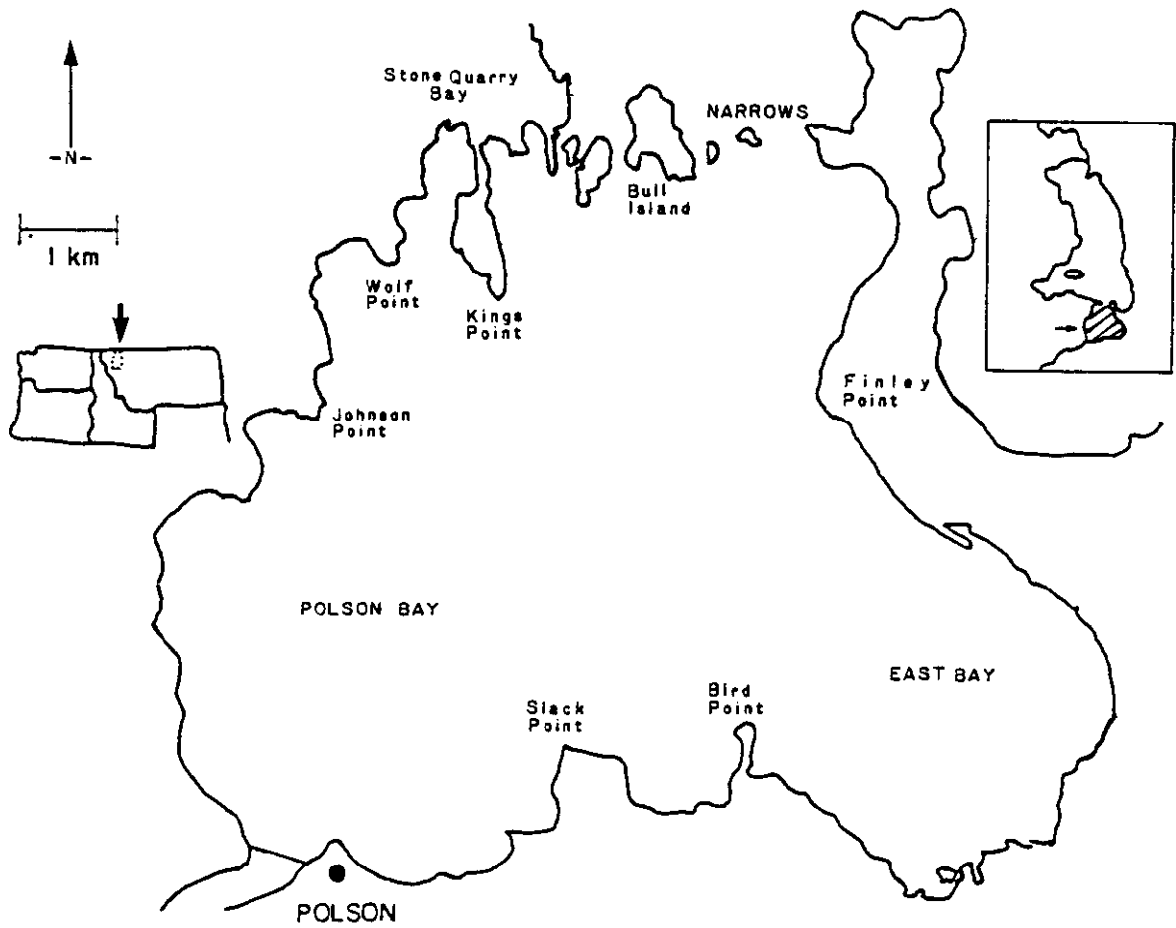 Stone Quarry
Bay
NARROWS
-N-
Bull
Island
1 km
Wolf
Point
Kings
Point
Finley
Point
Johnson
Point
POLSON BAY
EAST BAY
Bird
Point
Slack
Point
POLSON